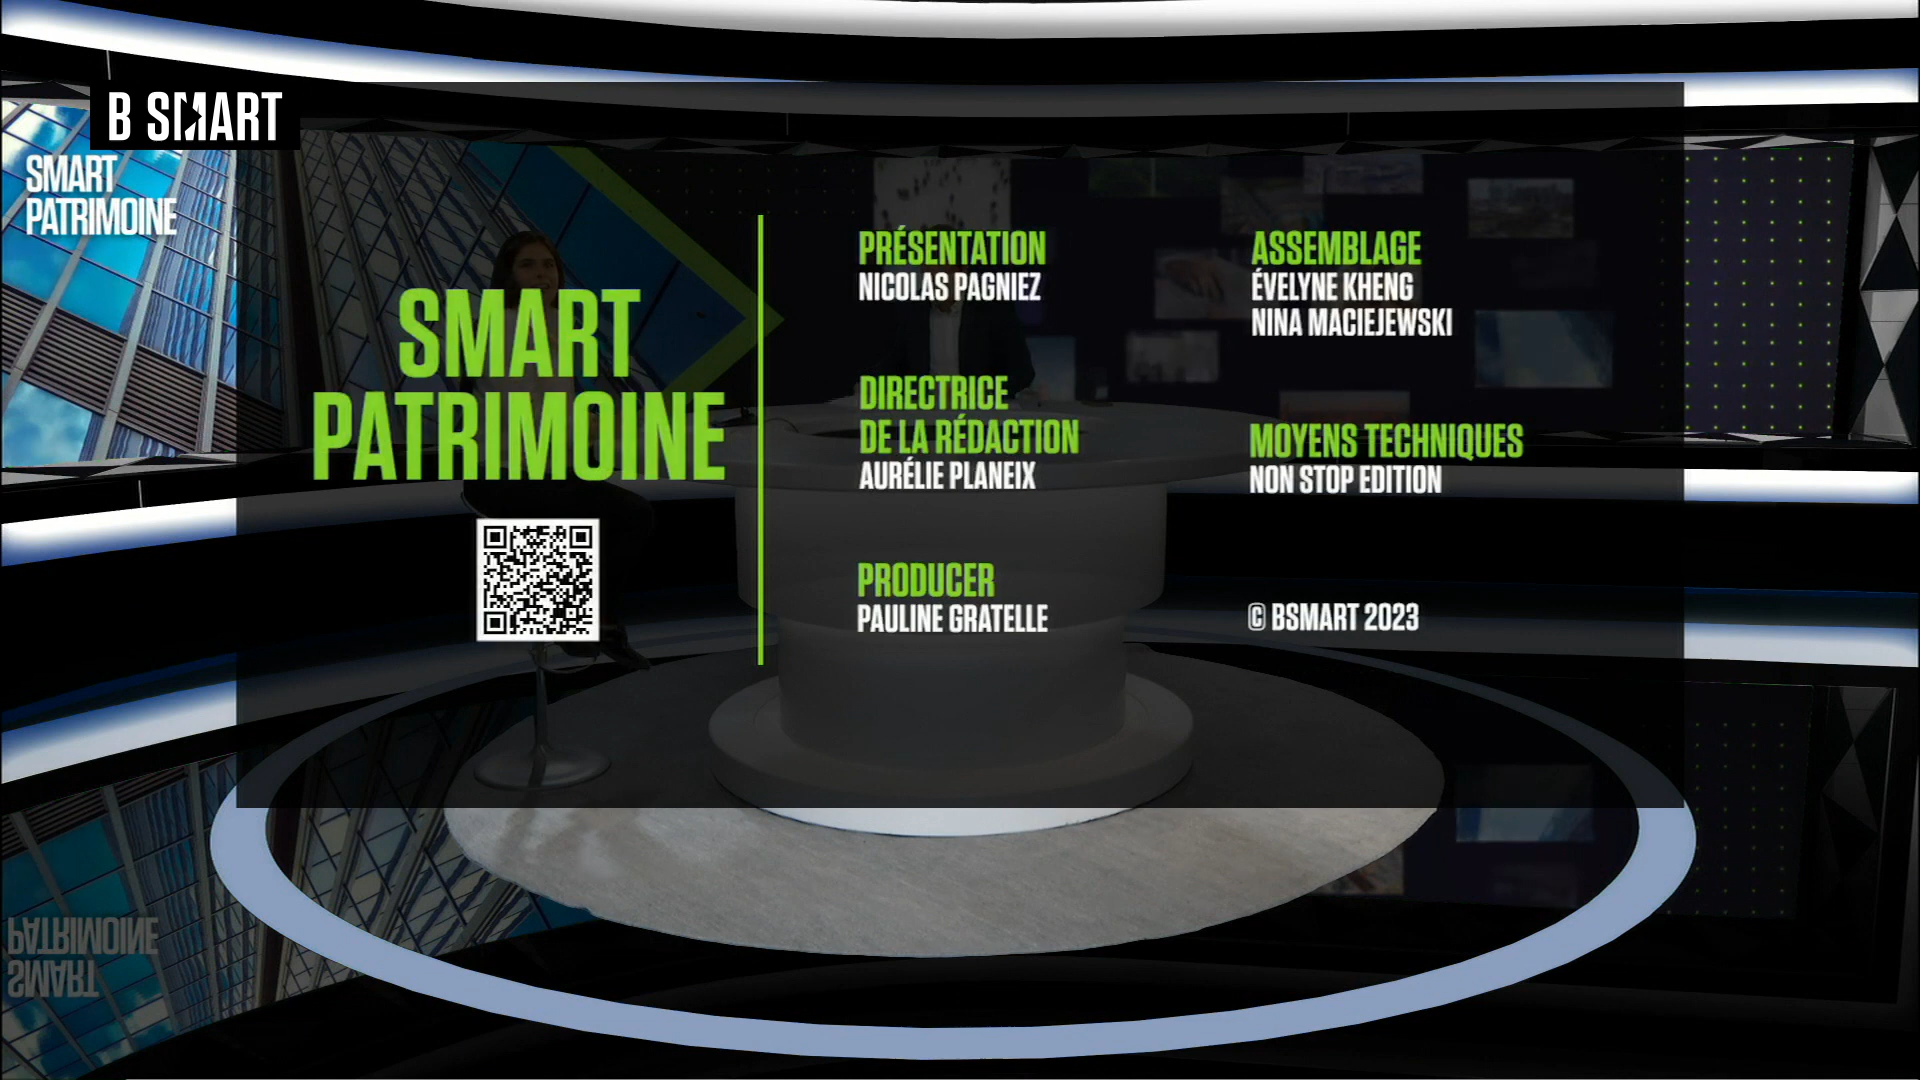 B SMART
SMART
PATRIMOINE
SMART
PATRIMOINE
PRÉSENTATION
NICOLAS PAGNIEZ
DIRECTRICE
DE LA RÉDACTION
AURÉLIE PLANEIX
PRODUCER
PAULINE GRATELLE
ASSEMBLAGE
ÉVELYNE KHENG
NINA MACIEJEWSKI
MOYENS TECHNIQUES
NON STOP EDITION
© BSMART 2023
SMART
PATRIMOINE